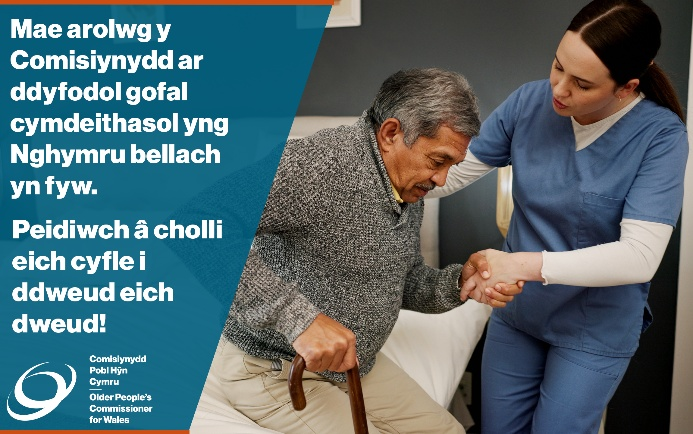 Mae arolwg y
Comisiynydd ar
ddyfodol gofal
cymdeithasol yng
Nghymru bellach
yn fyw.
Peidiwch â cholli
eich cyfle i
ddweud eich
dweud!
Comisiynydd
Pobl Hŷn
Cymru
Older People's
Commissioner
for Wales